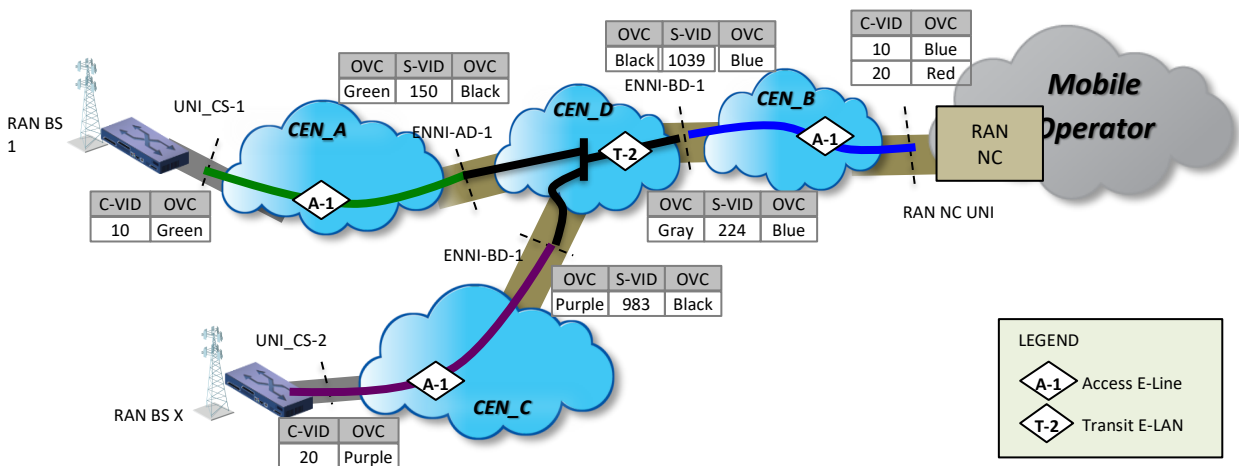 C-VID OVC
10 Blue
20 Red
OVC S-VID OVC
Black 1039 Blue
OVC S-VID OVC
Green 150 Black
ENNI-BD-1
Mobile
Operator
UNI_CS-1
CEN_A
CEN_D
CEN_B
RAN BS
1
ENNI-AD-1
RAN
NC
A-1
T-2
A-1
RAN NC UNI
C-VID OVC
10 Green
OVC S-VID OVC
Gray 224 Blue
ENNI-BD-1
OVC S-VID OVC
Purple 983 Black
UNI_CS-2
A-1
CEN_C
RAN BS X
C-VID OVC
20 Purple
LEGEND
A-1 Access E-Line
T-2 Transit E-LAN